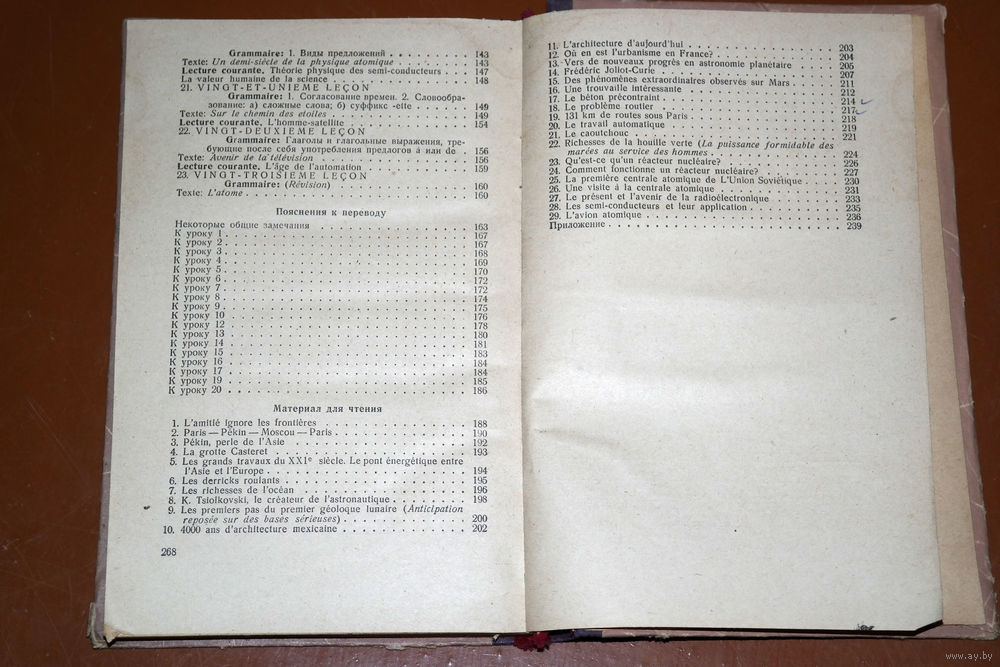 Grammaire: 1. Виды предложений . . . . . . . . . 143
Texte: Un demi-siècle de la physique atomique . . . . . . . . 143
Lecture courante. Théorie physique des semi-conducteurs . . . . 147
La valeur humaine de la science . . . . . . . . . . . . . . 148
21. VINGT-ET-UNIEME LEÇON
Grammaire: 1. Согласование времен. 2. Словообра-
зование: а) сложные слова; б) суффикс -eite . . . . . . 149
Texte: Sur le chemin des etoiles . . . . . . . . . . . . . . 149
Lecture courante. L'homme-satellite . . . . . . . . . . . . . 154
22. VINGT-DEUXIEME LEÇON
Grammaire: Глаголы и глагольные выражения, тре-
бующие после себя употребления предлогов à или de . 156
Texte: Avenir de la télévision . . . . . . . . . . . . . . . 156
Lecture courante. L'âge de l'automation . . . . . . . . . . . 159
23. VINGT-TROISIEME LEÇON
Grammaire: (Révision) . . . . . . . . . . . . . . 160
Texte: L'atome . . . . . . . . . . . . . . . . . . . . . 160
Пояснения к переводу
Некоторые общие замечания . . . . . . . . . . . . . . . 163
К уроку 1 . . . . . . . . . . . . . . . . . . . . . . . 167
К уроку 2 . . . . . . . . . . . . . . . . . . . . . . . 167
К уроку 3 . . . . . . . . . . . . . . . . . . . . . . . 168
К уроку 4 . . . . . . . . . . . . . . . . . . . . . . . 169
К уроку 5 . . . . . . . . . . . . . . . . . . . . . . . 170
К уроку 6 . . . . . . . . . . . . . . . . . . . . . . . 172
К уроку 7 . . . . . . . . . . . . . . . . . . . . . . . 172
К уроку 8 . . . . . . . . . . . . . . . . . . . . . . . 174
К уроку 9 . . . . . . . . . . . . . . . . . . . . . . . 175
К уроку 10 . . . . . . . . . . . . . . . . . . . . . . . 176
К уроку 12 . . . . . . . . . . . . . . . . . . . . . . . 178
К уроку 13 . . . . . . . . . . . . . . . . . . . . . . . 180
К уроку 14 . . . . . . . . . . . . . . . . . . . . . . . 181
К уроку 15 . . . . . . . . . . . . . . . . . . . . . . . 183
К уроку 16 . . . . . . . . . . . . . . . . . . . . . . . 184
К уроку 17 . . . . . . . . . . . . . . . . . . . . . . . 184
К уроку 19 . . . . . . . . . . . . . . . . . . . . . . . 185
К уроку 20 . . . . . . . . . . . . . . . . . . . . . . . 186
Материал для чтения
1. L'amitié ignore les frontières . . . . . . . . . . . . . 188
2. Paris — Pékin — Moscou — Paris . . . . . . . . . . . . 190
3. Pékin, perle de l'Asie . . . . . . . . . . . . . . . . 192
4. La grotte Casteret . . . . . . . . . . . . . . . . . . 193
5. Les grands travaux du XXIe siècle. Le pont énergétique entre
l'Asie et l'Europe . . . . . . . . . . . . . . . . . . 194
6. Les derricks roulants . . . . . . . . . . . . . . . . . 195
7. Les richesses de l'océan . . . . . . . . . . . . . . . 196
8. K. Tsiolkovski, le créateur de l'astronautique . . . . . . . 198
9. Les premiers pas du premier géoloque lunaire (Anticipation
reposée sur des bases sérieuses) . . . . . . . . . . . . 200
10. 4000 ans d'architecture mexicaine . . . . . . . . . . . 202
268
11. L'architecture d'aujourd'hui . . . . . . . . . . . . . . 203
12. Où en est l'urbanisme en France? . . . . . . . . . . . 204
13. Vers de nouveaux progrès en astronomie planétaire . . . . 205
14. Frédéric Joliot-Curie . . . . . . . . . . . . . . . . . 207
15. Des phénomènes extraordinaires observés sur Mars . . . . 211
16. Une trouvaille intèressante . . . . . . . . . . . . . . 212
17. Le béton précontraint . . . . . . . . . . . . . . . . . 214
18. Le problème routier . . . . . . . . . . . . . . . . . . 217
19. 131 km de routes sous Paris . . . . . . . . . . . . . . 218
20. Le travail automatique . . . . . . . . . . . . . . . . 219
21. Le caoutchouc . . . . . . . . . . . . . . . . . . . . 221
22. Richesses de la houille verte (La puissance formidable des
marées au service des hommes . . . . . . . . . . . . . 224
23. Qu'est-ce qu'un réacteur nucléaire? . . . . . . . . . . 226
24. Comment fonctionne un réacteur nucléaire? . . . . . . . 227
25. La première centrale atomique de L'Union Soviétique . . . 230
26. Une visite à la centrale atomique . . . . . . . . . . . 231
27. Le présent et l'avenir de la radioélectronique . . . . . . 233
28. Les semi-conducteurs et leur application . . . . . . . . 235
29. L'avion atomique . . . . . . . . . . . . . . . . . . . 236
Приложение . . . . . . . . . . . . . . . . . . . . . . . 239
www.ay.by